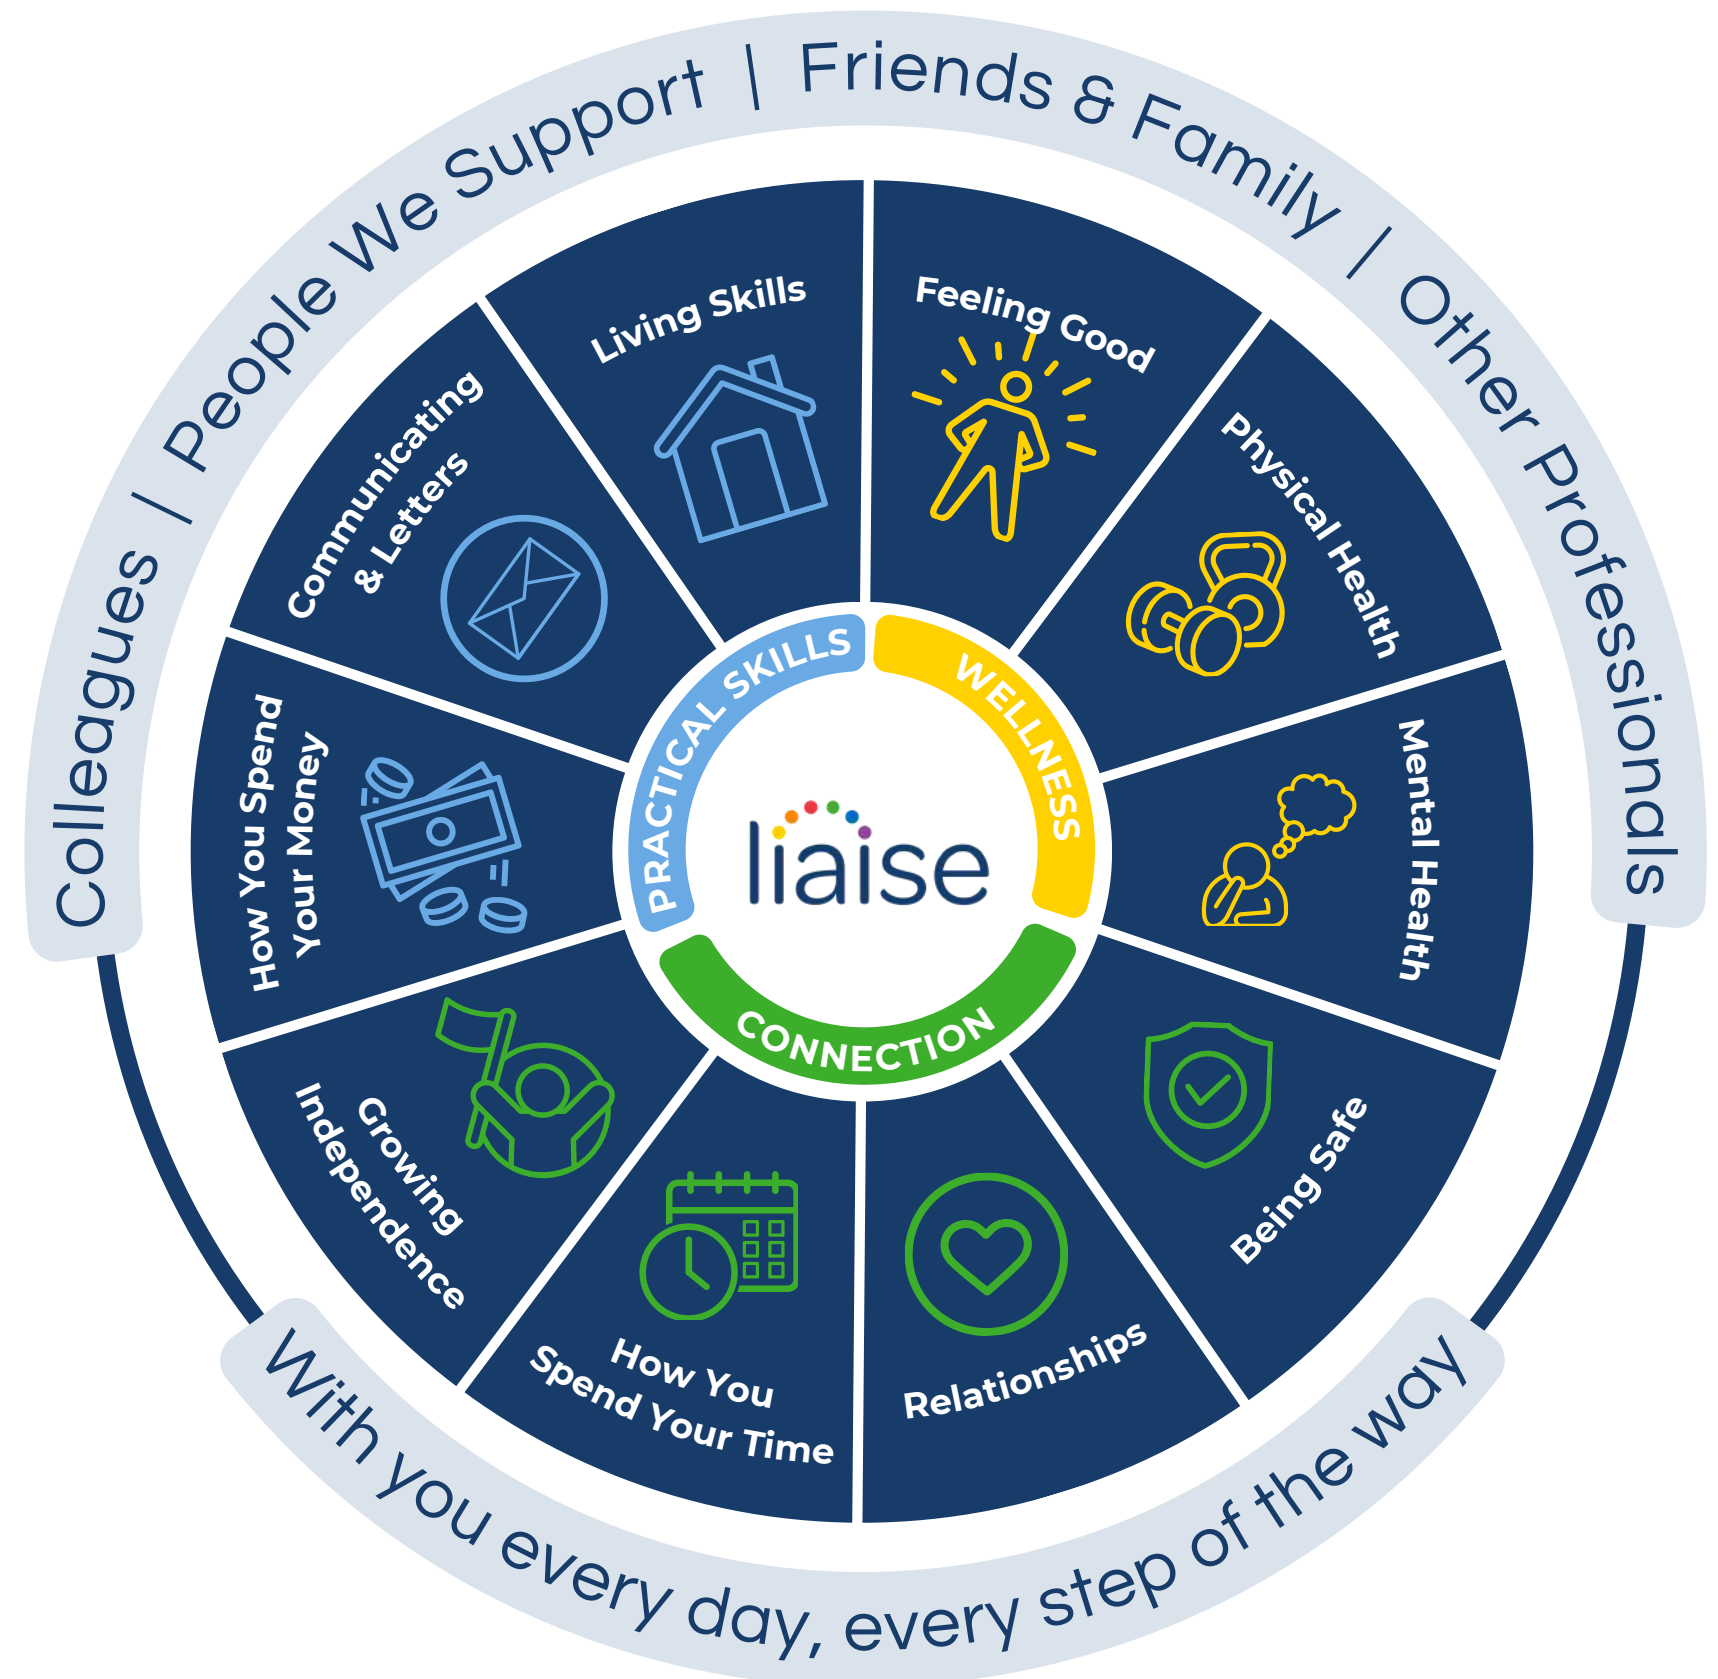 Colleagues | People We Support | Friends & Family | Other Professionals
Living Skills
Feeling Good
Physical Health
Mental Health
Being Safe
Relationships
How You
Spend Your Time
Growing
Independence
How You Spend
Your Money
Communicating
& Letters
PRACTICAL SKILLS
WELLNESS
CONNECTION
liaise
With you every day, every step of the way